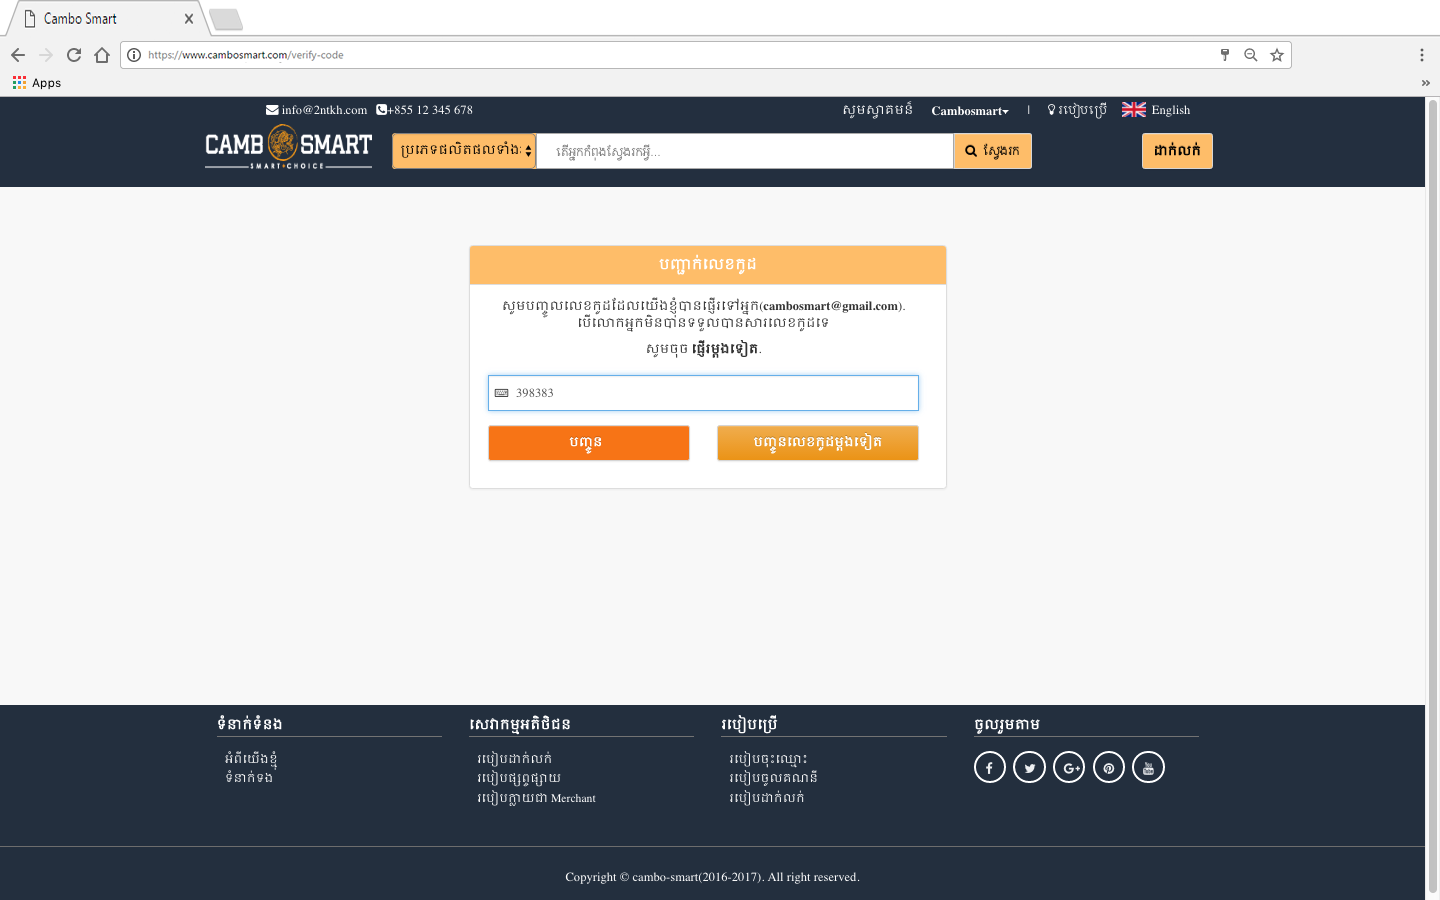 Cambo Smart
https://www.cambosmart.com/verify-code
Apps
info@2ntkh.com +855 12 345 678
សូមស្វាគមន៍ Cambosmart | របៀបប្រើ English
CAMBOSMART
SMART·CHOICE
ប្រភេទផលិតផលទាំង តើអ្នកកំពុងស្វែងរកអ្វី... ស្វែងរក ដាក់លក់
បញ្ជាក់លេខកូដ
សូមបញ្ចូលលេខកូដដែលយើងខ្ញុំបានផ្ញើរទៅអ្នក(cambosmart@gmail.com).
បើលោកអ្នកមិនបានទទួលបានសារលេខកូដទេ
សូមចុច ផ្ញើរម្តងទៀត.
398383
បញ្ជូន បញ្ជូនលេខកូដម្តងទៀត
ទំនាក់ទំនង
អំពីយើងខ្ញុំ
ទំនាក់ទង
សេវាកម្មអតិថិជន
របៀបដាក់លក់
របៀបផ្សព្វផ្សាយ
របៀបក្លាយជា Merchant
របៀបប្រើ
របៀបចុះឈ្មោះ
របៀបចូលគណនី
របៀបដាក់លក់
ចូលរួមតាម
Copyright © cambo-smart(2016-2017). All right reserved.